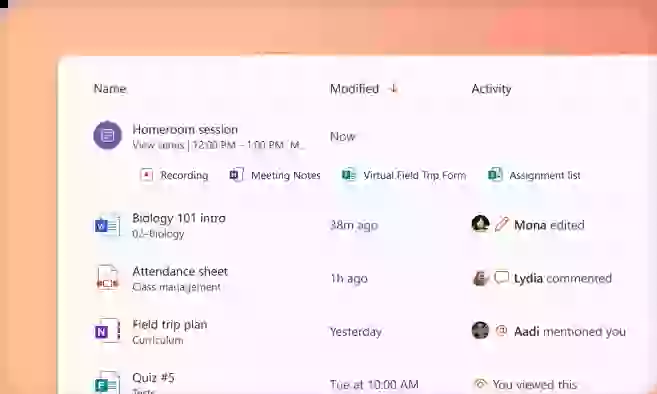 Name Modified ↓ Activity
Homeroom session Now
View series | 12:00 PM – 1:00 PM M...
Recording Meeting Notes Virtual Field Trip Form Assignment list
Biology 101 intro 38m ago Mona edited
02–Biology
Attendance sheet 1h ago Lydia commented
Class management
Field trip plan Yesterday @ Aadi mentioned you
Curriculum
Quiz #5 Tue at 10:00 AM You viewed this
Tests